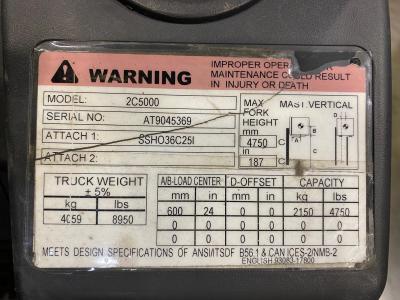 WARNING
IMPROPER OPERATION OR
MAINTENANCE COULD RESULT
IN INJURY OR DEATH
MODEL: 2C5000
SERIAL NO: AT9045369
ATTACH 1: SSHO36C25I
ATTACH 2:
MAX
FORK
HEIGHT
mm
4750 C
in
187 C
MAST VERTICAL
D
B
A
C
TRUCK WEIGHT
± 5%
kg lbs
4059 8950
A/B-LOAD CENTER D-OFFSET CAPACITY
mm in mm in kg lbs
600 24 0 0 2150 4750
0 0 0 0 0 0
0 0 0 0 0 0
MEETS DESIGN SPECIFICATIONS OF ANSI/ITSDF B56.1 & CAN ICES-2/NMB-2
ENGLISH 93083-17800